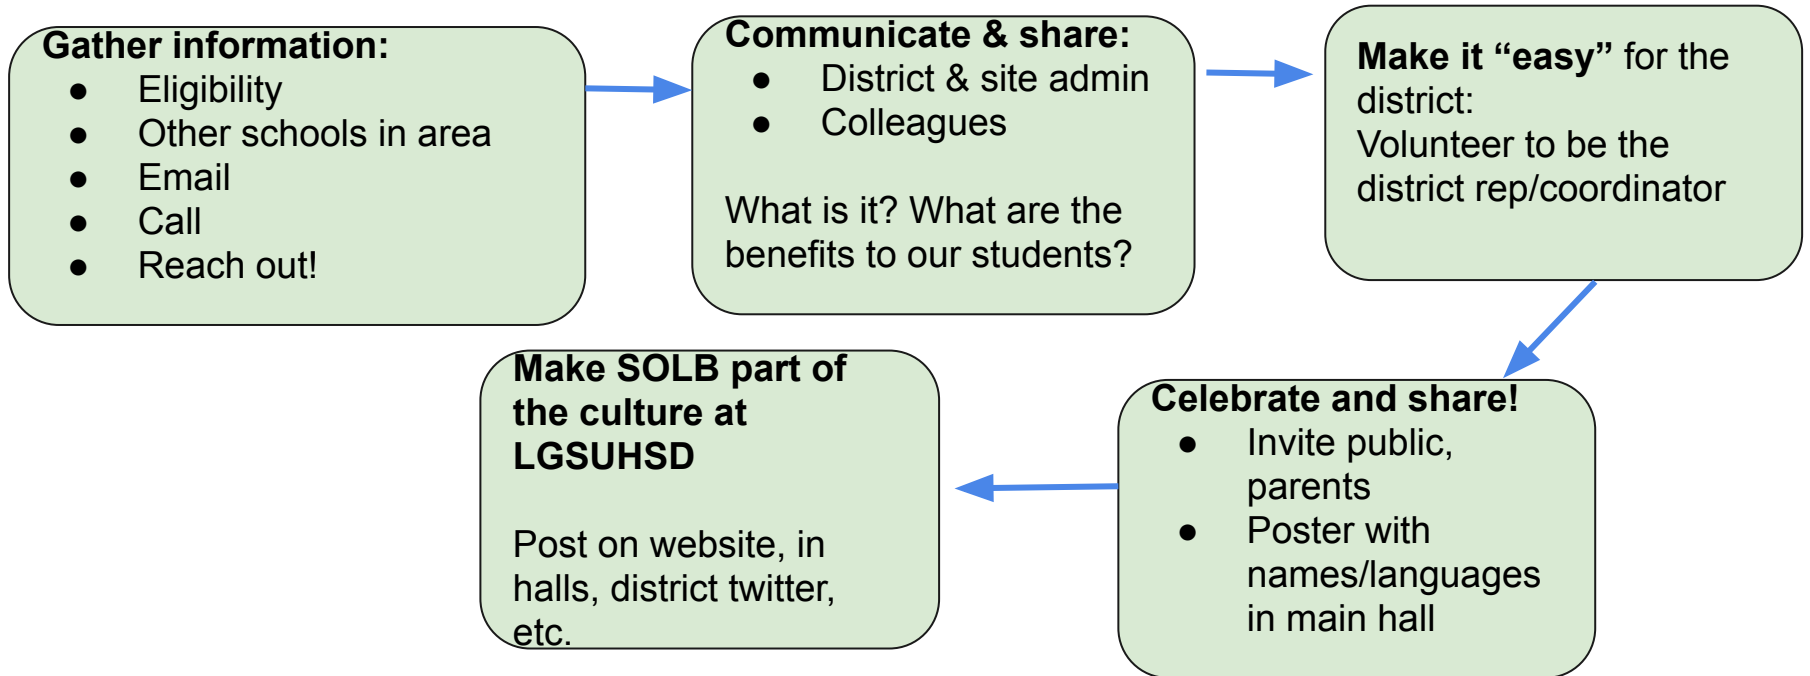 Gather information:
● Eligibility
● Other schools in area
● Email
● Call
● Reach out!
Communicate & share:
● District & site admin
● Colleagues
What is it? What are the
benefits to our students?
Make it “easy” for the
district:
Volunteer to be the
district rep/coordinator
Celebrate and share!
● Invite public,
parents
● Poster with
names/languages
in main hall
Make SOLB part of
the culture at
LGSUHSD
Post on website, in
halls, district twitter,
etc.